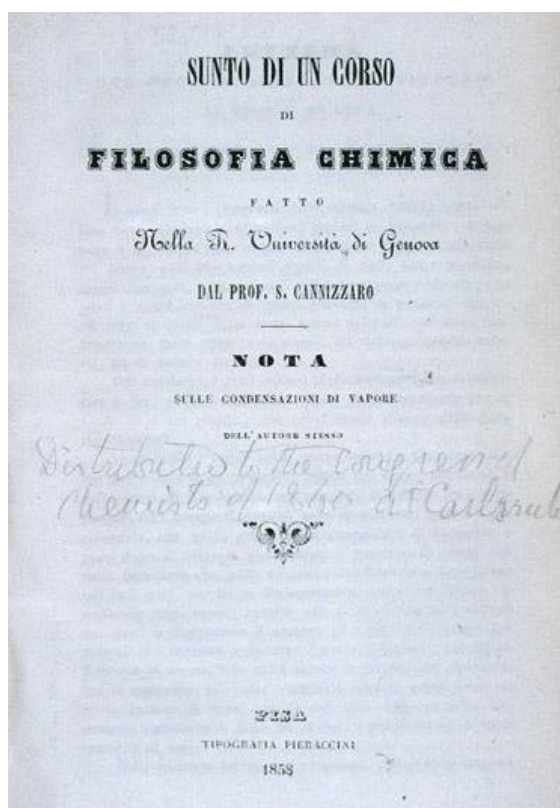 SUNTO DI UN CORSO
DI
FILOSOFIA CHIMICA
FATTO
Nella R. Università di Genova
DAL PROF. S. CANNIZZARO
NOTA
SULLE CONDENSAZIONI DI VAPORE
DELL'AUTORE STESSO
Distributed to the Congress of
Chemists of 1860 at Carlsruh
PISA
TIPOGRAFIA PIERACCINI
1858